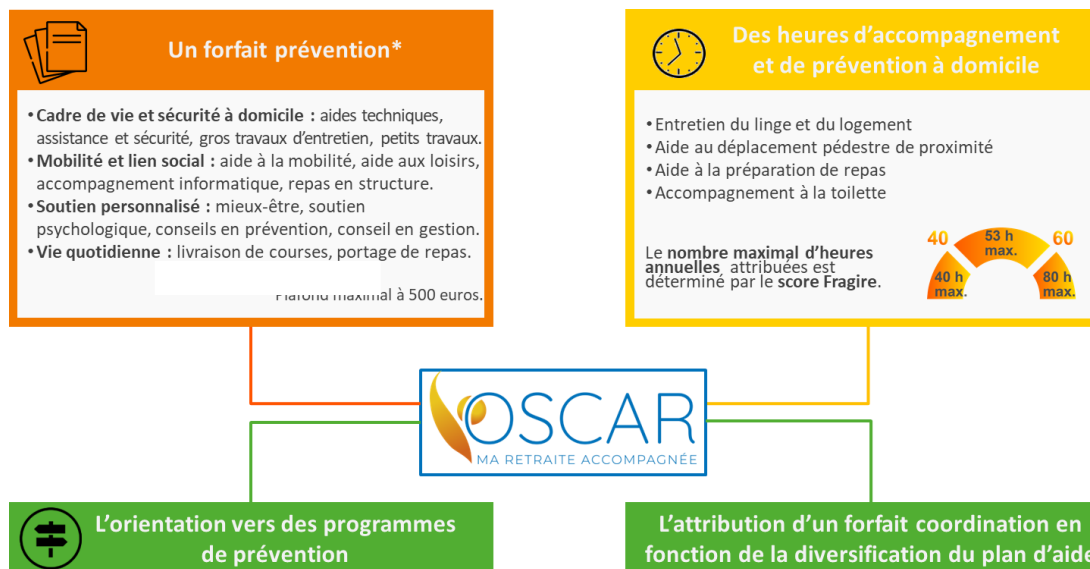 Un forfait prévention*
• Cadre de vie et sécurité à domicile : aides techniques,
assistance et sécurité, gros travaux d'entretien, petits travaux.
• Mobilité et lien social : aide à la mobilité, aide aux loisirs,
accompagnement informatique, repas en structure.
• Soutien personnalisé : mieux-être, soutien
psychologique, conseils en prévention, conseil en gestion.
• Vie quotidienne : livraison de courses, portage de repas.
Plafond maximal à 500 euros.
Des heures d'accompagnement
et de prévention à domicile
• Entretien du linge et du logement
• Aide au déplacement pédestre de proximité
• Aide à la préparation de repas
• Accompagnement à la toilette
Le nombre maximal d'heures
annuelles attribuées est
déterminé par le score Fragire.
40
53 h
max.
60
40 h
max.
80 h
max.
OSCAR
MA RETRAITE ACCOMPAGNÉE
L'orientation vers des programmes
de prévention
L'attribution d'un forfait coordination en
fonction de la diversification du plan d'aide